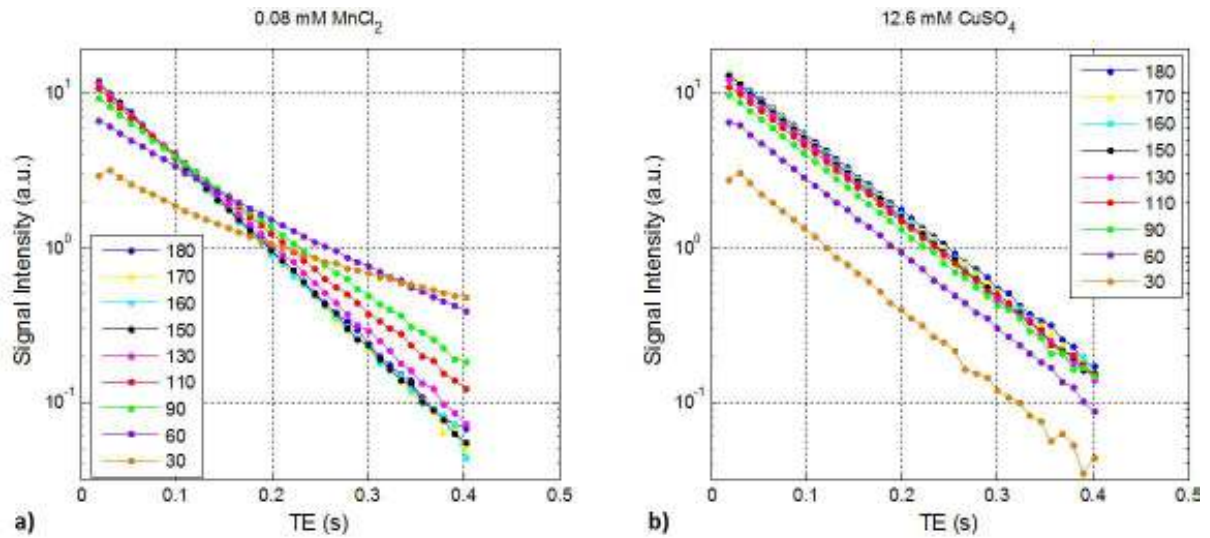 0.08 mM MnCl2
Signal Intensity (a.u.)
10^1
10^0
10^-1
180
170
160
150
130
110
90
60
30
0 0.1 0.2 0.3 0.4 0.5
TE (s)
a)
12.6 mM CuSO4
Signal Intensity (a.u.)
10^1
10^0
10^-1
180
170
160
150
130
110
90
60
30
0 0.1 0.2 0.3 0.4 0.5
TE (s)
b)